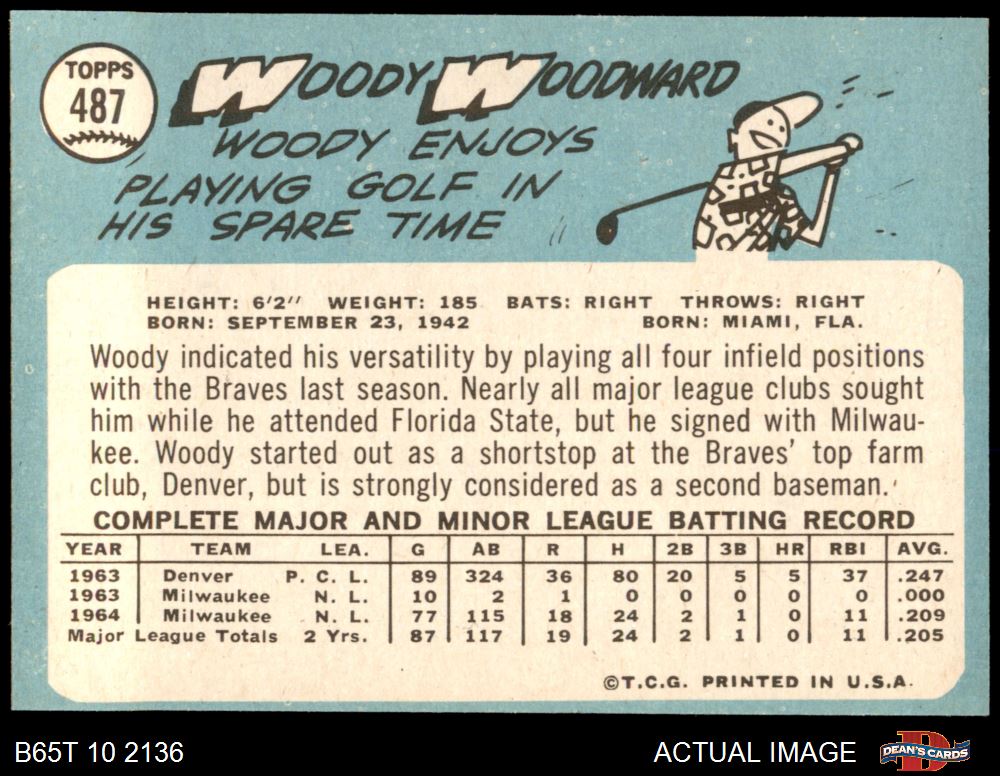 TOPPS
487
WOODY WOODWARD
WOODY ENJOYS
PLAYING GOLF IN
HIS SPARE TIME
HEIGHT: 6'2" WEIGHT: 185 BATS: RIGHT THROWS: RIGHT
BORN: SEPTEMBER 23, 1942 BORN: MIAMI, FLA.
Woody indicated his versatility by playing all four infield positions
with the Braves last season. Nearly all major league clubs sought
him while he attended Florida State, but he signed with Milwau-
kee. Woody started out as a shortstop at the Braves' top farm
club, Denver, but is strongly considered as a second baseman.
COMPLETE MAJOR AND MINOR LEAGUE BATTING RECORD
YEAR TEAM LEA. G AB R H 2B 3B HR RBI AVG.
1963 Denver P. C. L. 89 324 36 80 20 5 5 37 .247
1963 Milwaukee N. L. 10 2 1 0 0 0 0 0 .000
1964 Milwaukee N. L. 77 115 18 24 2 1 0 11 .209
Major League Totals 2 Yrs. 87 117 19 24 2 1 0 11 .205
©T.C.G. PRINTED IN U.S.A.
B65T 10 2136 ACTUAL IMAGE DEAN'S CARDS